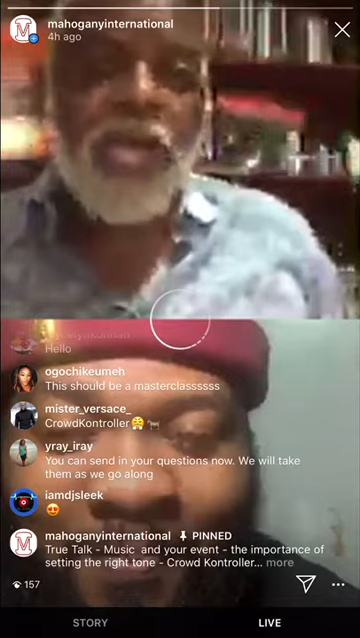 mahoganyinternational
4h ago
Hello
ogochikeumeh
This should be a masterclassssss
mister_versace_
CrowdKontroller😤🐂
yray_iray
You can send in your questions now. We will take
them as we go along
iamdjsleek
😍
mahoganyinternational 📌 PINNED
True Talk - Music and your event - the importance of
setting the right tone - Crowd Kontroller... more
157
STORY
LIVE